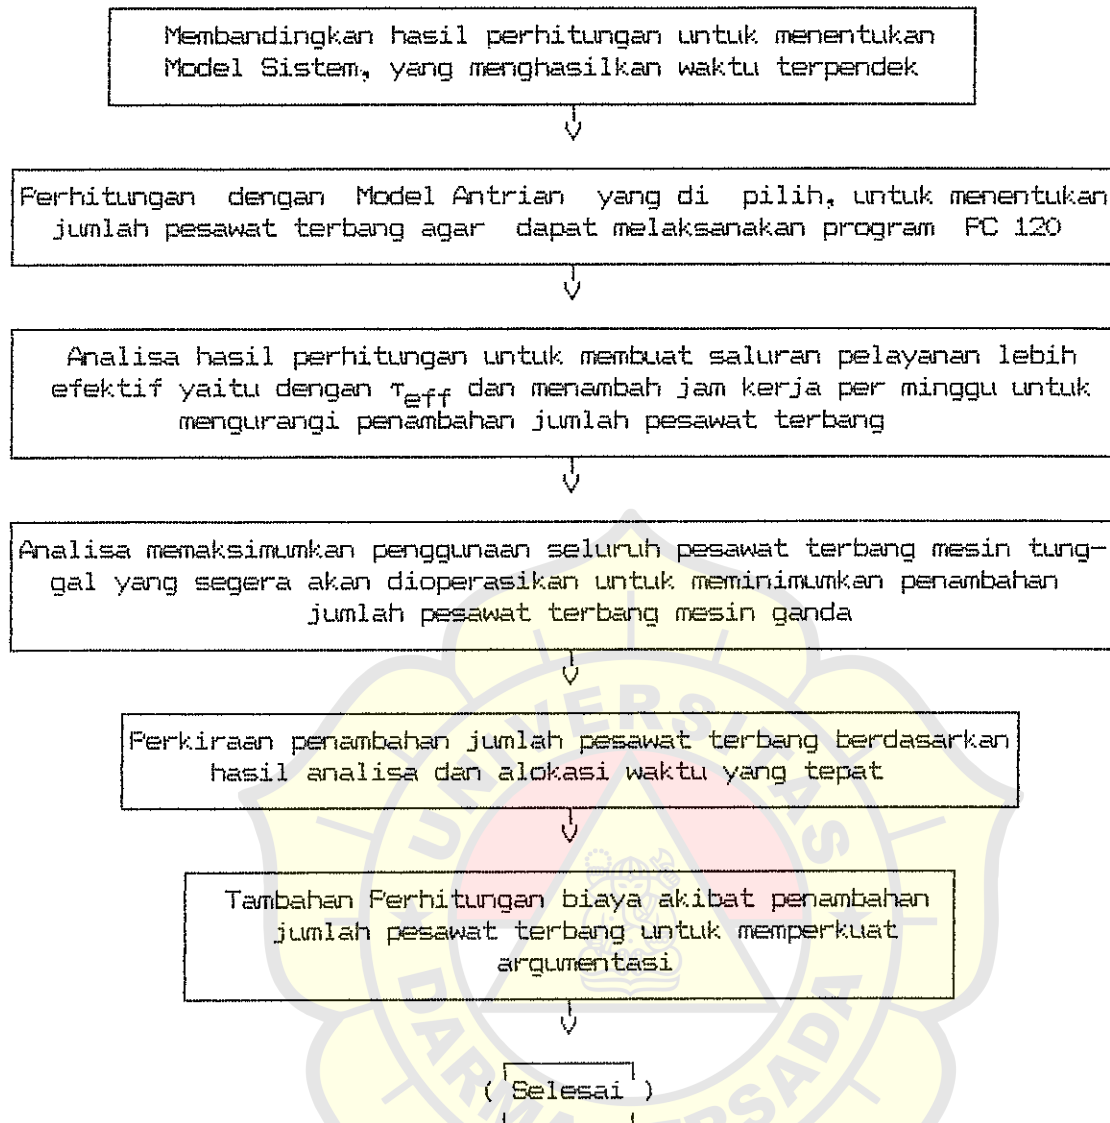 Membandingkan hasil perhitungan untuk menentukan
Model Sistem, yang menghasilkan waktu terpendek
Perhitungan dengan Model Antrian yang di pilih, untuk menentukan
jumlah pesawat terbang agar dapat melaksanakan program PC 120
Analisa hasil perhitungan untuk membuat saluran pelayanan lebih
efektif yaitu dengan τeff dan menambah jam kerja per minggu untuk
mengurangi penambahan jumlah pesawat terbang
Analisa memaksimumkan penggunaan seluruh pesawat terbang mesin tung-
gal yang segera akan dioperasikan untuk meminimumkan penambahan
jumlah pesawat terbang mesin ganda
Perkiraan penambahan jumlah pesawat terbang berdasarkan
hasil analisa dan alokasi waktu yang tepat
Tambahan Perhitungan biaya akibat penambahan
jumlah pesawat terbang untuk memperkuat
argumentasi
( Selesai )
UNIVERSITAS
DARMA PERSADA